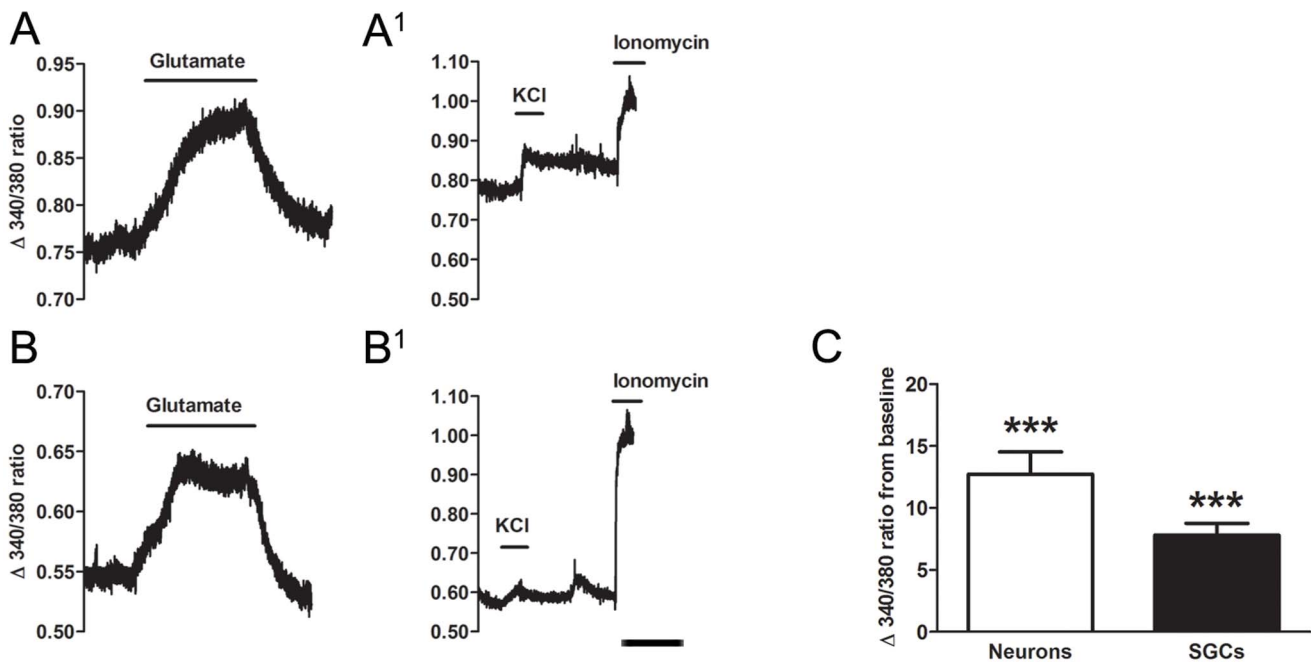 A
Δ 340/380 ratio
0.95
0.90
0.85
0.80
0.75
0.70
Glutamate
A1
1.10
1.00
0.90
0.80
0.70
0.60
0.50
KCl
Ionomycin
B
Δ 340/380 ratio
0.70
0.65
0.60
0.55
0.50
Glutamate
B1
1.10
1.00
0.90
0.80
0.70
0.60
0.50
KCl
Ionomycin
C
Δ 340/380 ratio from baseline
20
15
10
5
0
***
***
Neurons
SGCs